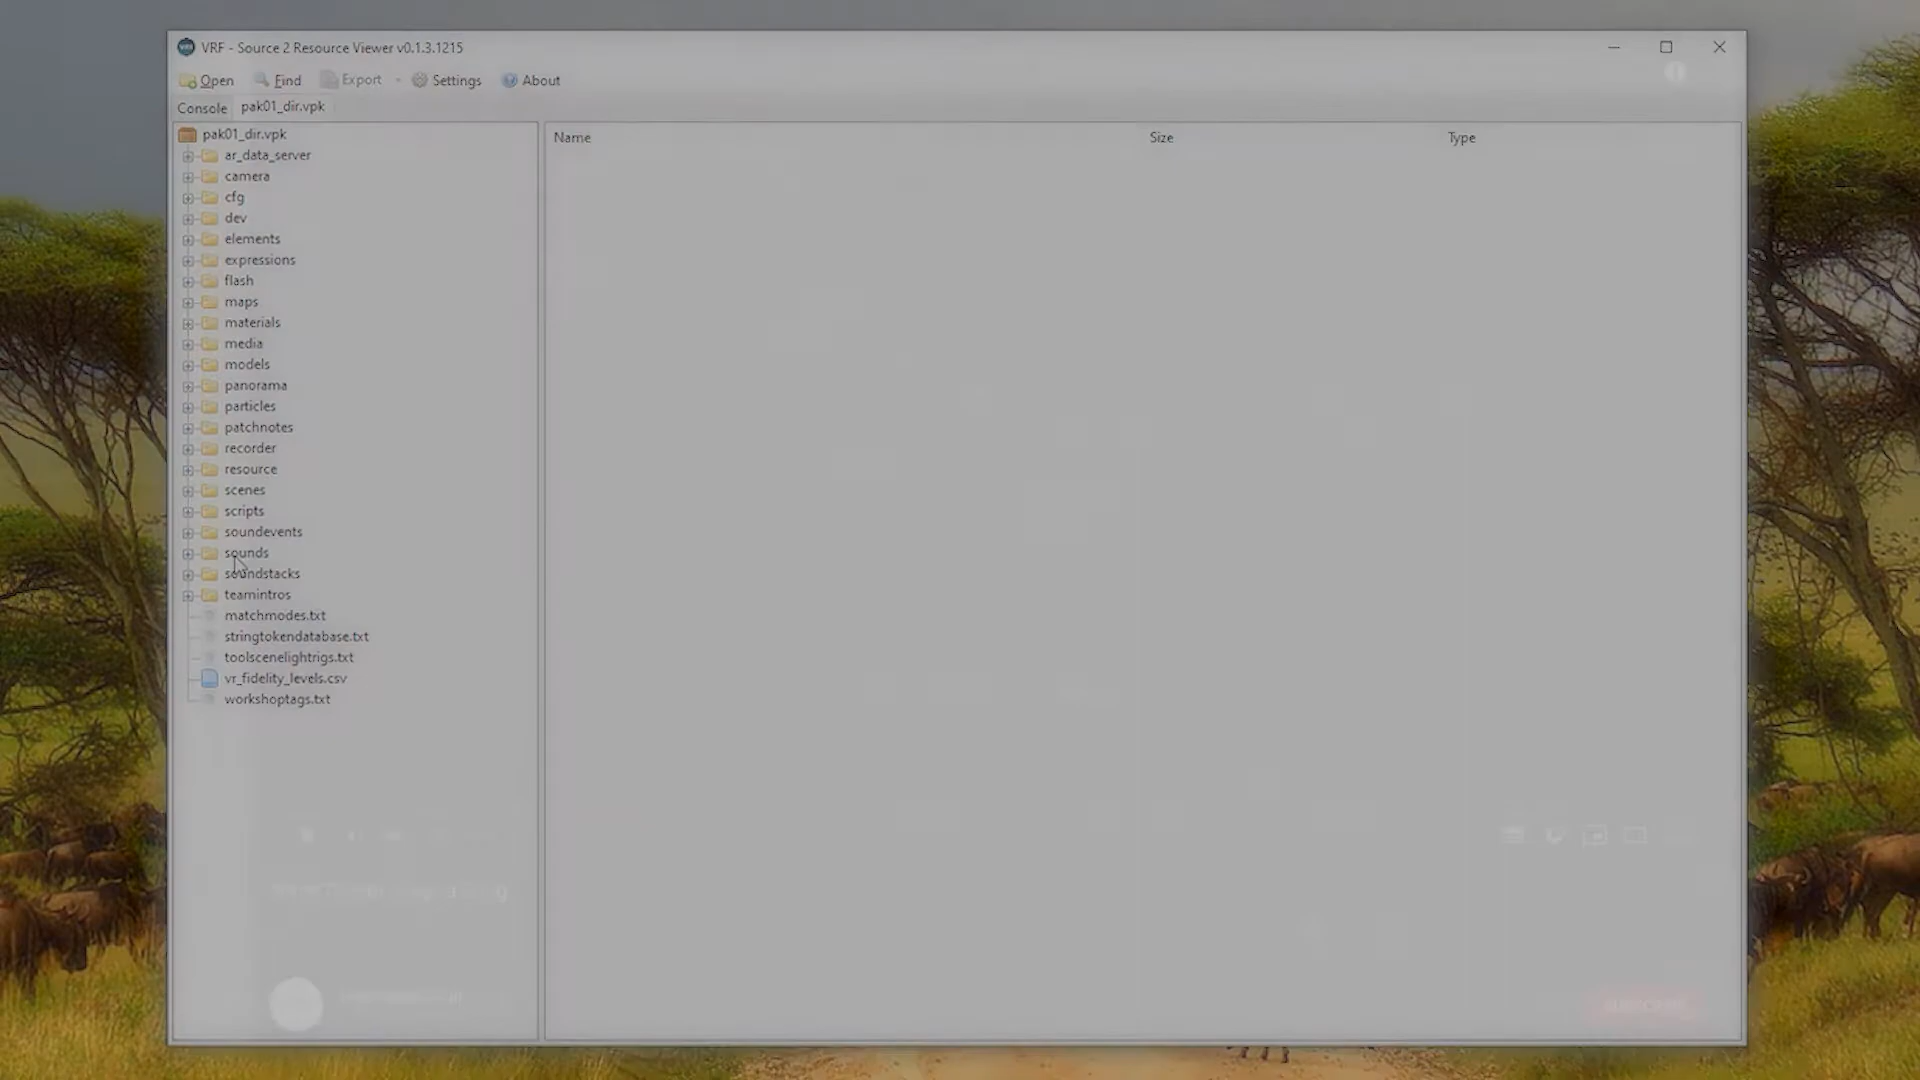 VRF - Source 2 Resource Viewer v0.1.3.1215
Open Find Export Settings About
Console pak01_dir.vpk
pak01_dir.vpk
Name Size Type
ar_data_server
camera
cfg
dev
elements
expressions
flash
maps
materials
media
models
panorama
particles
patchnotes
recorder
resource
scenes
scripts
soundevents
sounds
soundstacks
teamintros
matchmodes.txt
stringtokendatabase.txt
toolscenelightrigs.txt
vr_fidelity_levels.csv
workshoptags.txt